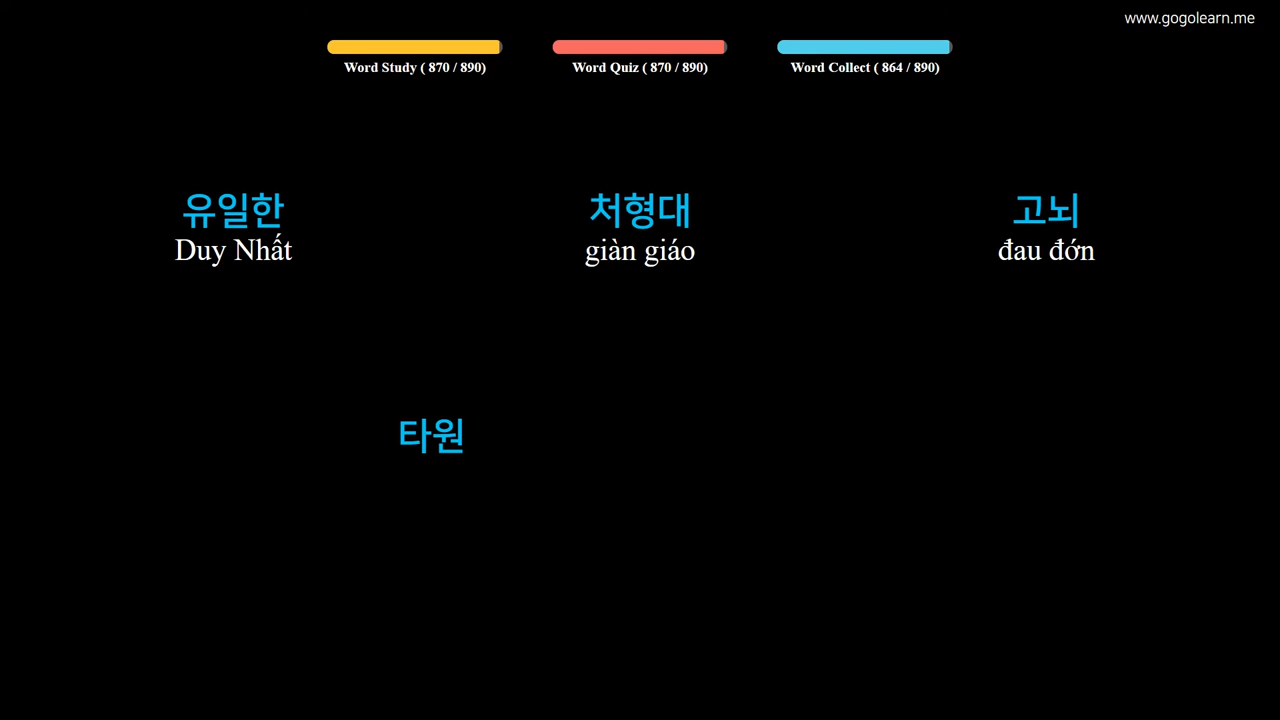 www.gogolearn.me
Word Study ( 870 / 890)
Word Quiz ( 870 / 890)
Word Collect ( 864 / 890)
유일한
Duy Nhất
처형대
giàn giáo
고뇌
đau đớn
타원